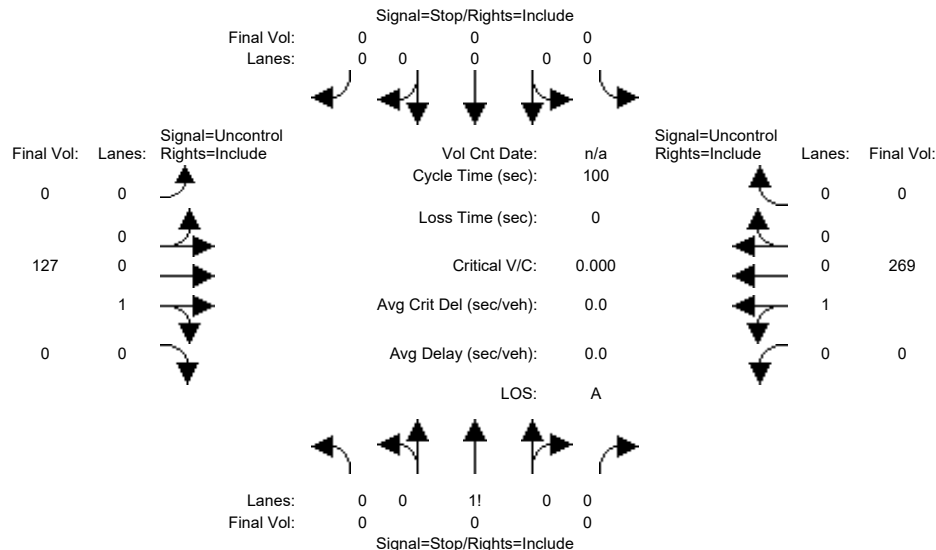 Signal=Stop/Rights=Include
Final Vol: 0 0 0
Lanes: 0 0 0 0 0
Signal=Uncontrol Signal=Uncontrol
Final Vol: Lanes: Rights=Include Vol Cnt Date: n/a Rights=Include Lanes: Final Vol:
Cycle Time (sec): 100
0 0 0 0
Loss Time (sec): 0
0 0
127 0 Critical V/C: 0.000 0 269
1 Avg Crit Del (sec/veh): 0.0 1
0 0 Avg Delay (sec/veh): 0.0 0 0
LOS: A
Lanes: 0 0 1! 0 0
Final Vol: 0 0 0
Signal=Stop/Rights=Include